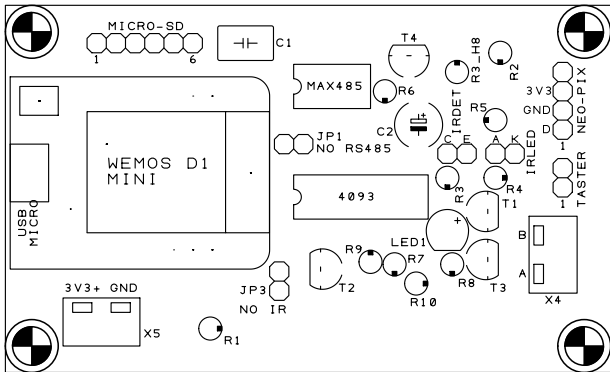 MICRO-SD
1 6
C1
T4
R3_H8
R2
MAX485
R6
IRDET
R5
C2
+
3V3
GND
D
1
NEO-PIX
JP1
NO RS485
C E
A K
IRLED
WEMOS D1
MINI
USB
MICRO
4093
R3
R4
TASTER
1
T1
LED1
+
B
A
X4
R9
R7
R8
T3
T2
R10
JP3
NO IR
3V3+ GND
X5
R1